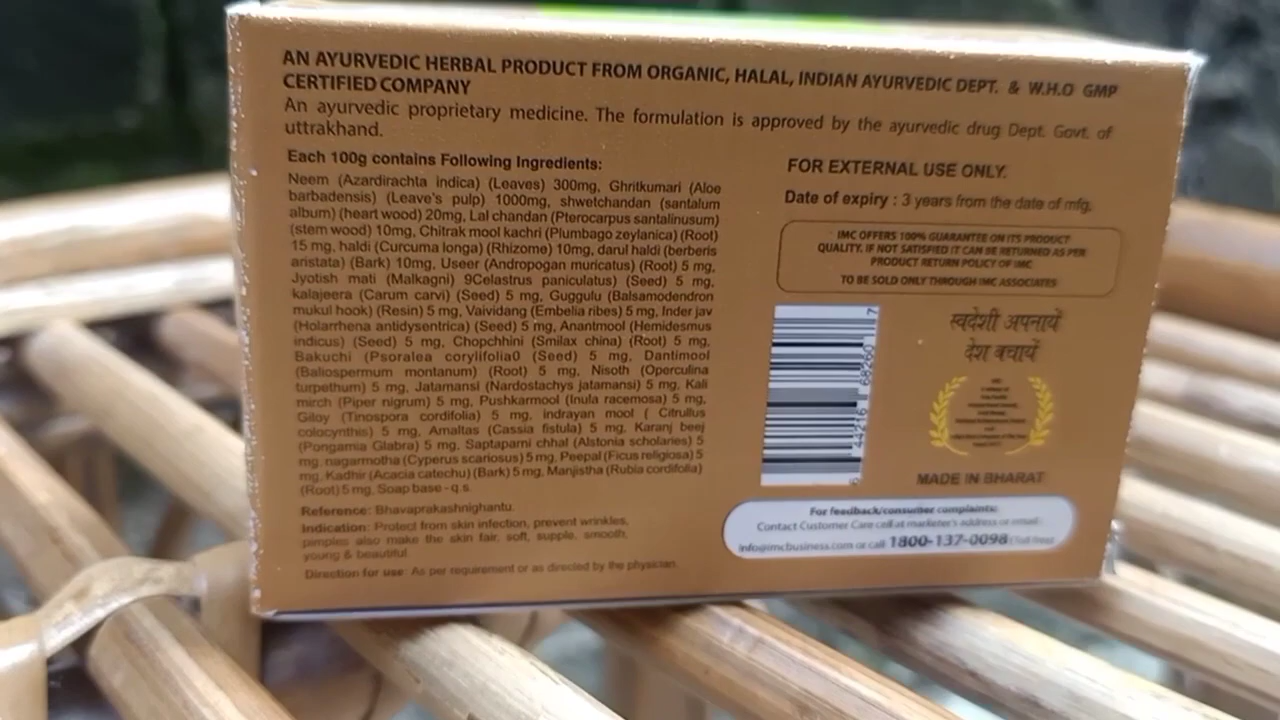 AN AYURVEDIC HERBAL PRODUCT FROM ORGANIC, HALAL, INDIAN AYURVEDIC DEPT. & W.H.O GMP
CERTIFIED COMPANY
An ayurvedic proprietary medicine. The formulation is approved by the ayurvedic drug Dept. Govt. of
uttrakhand.
Each 100g contains Following Ingredients:
Neem (Azardirachta indica) (Leaves) 300mg, Ghritkumari (Aloe
barbadensis) (Leave's pulp) 1000mg, shwetchandan (santalum
album) (heart wood) 20mg, Lal chandan (Pterocarpus santalinusum)
(stem wood) 10mg, Chitrak mool kachri (Plumbago zeylanica) (Root)
15 mg, haldi (Curcuma longa) (Rhizome) 10mg, darul haldi (berberis
aristata) (Bark) 10mg, Useer (Andropogan muricatus) (Root) 5 mg,
Jyotish mati (Malkagni) 9Celastrus paniculatus) (Seed) 5 mg,
kalajeera (Carum carvi) (Seed) 5 mg, Guggulu (Balsamodendron
mukul hook) (Resin) 5 mg, Vaividang (Embelia ribes) 5 mg, Inder jav
(Holarrhena antidysentrica) (Seed) 5 mg, Anantmool (Hemidesmus
indicus) (Seed) 5 mg, Chopchhini (Smilax china) (Root) 5 mg,
Bakuchi (Psoralea corylifolia0 (Seed) 5 mg, Dantimool
(Baliospermum montanum) (Root) 5 mg, Nisoth (Operculina
turpethum) 5 mg, Jatamansi (Nardostachys jatamansi) 5 mg, Kali
mirch (Piper nigrum) 5 mg, Pushkarmool (Inula racemosa) 5 mg,
Giloy (Tinospora cordifolia) 5 mg, indrayan mool ( Citrullus
colocynthis) 5 mg, Amaltas (Cassia fistula) 5 mg, Karanj beej
(Pongamia Glabra) 5 mg, Saptaparni chhal (Alstonia scholaries) 5
mg, nagarmotha (Cyperus scariosus) 5 mg, Peepal (Ficus religiosa) 5
mg, Kadhir (Acacia catechu) (Bark) 5 mg, Manjistha (Rubia cordifolia)
(Root) 5 mg, Soap base - q.s.
Reference: Bhavaprakashnighantu.
Indication: Protect from skin infection, prevent wrinkles,
pimples also make the skin fair, soft, supple, smooth,
young & beautiful.
Direction for use: As per requirement or as directed by the physician.
FOR EXTERNAL USE ONLY.
Date of expiry : 3 years from the date of mfg.
IMC OFFERS 100% GUARANTEE ON ITS PRODUCT
QUALITY. IF NOT SATISFIED IT CAN BE RETURNED AS PER
PRODUCT RETURN POLICY OF IMC
TO BE SOLD ONLY THROUGH IMC ASSOCIATES
स्वदेशी अपनायें
देश बचायें
MADE IN BHARAT
For feedback/consumer complaints:
Contact Customer Care cell at marketer's address or email:
info@imcbusiness.com or call 1800-137-0098 (Toll free)